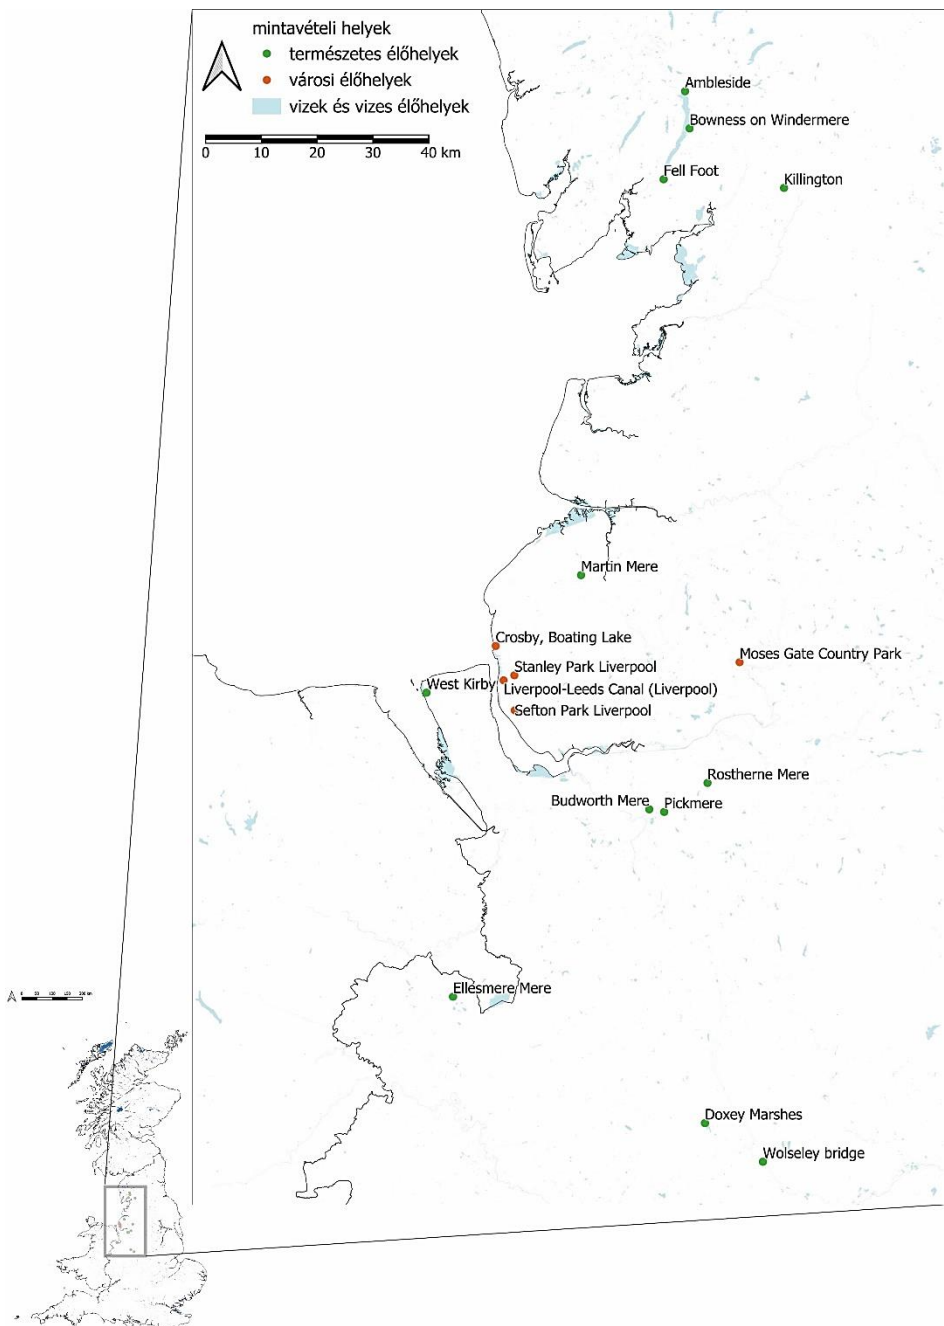 mintavételi helyek
természetes élőhelyek
városi élőhelyek
vizek és vizes élőhelyek
0 10 20 30 40 km
Ambleside
Bowness on Windermere
Fell Foot
Killington
Martin Mere
Crosby, Boating Lake
Stanley Park Liverpool
Moses Gate Country Park
West Kirby
Liverpool-Leeds Canal (Liverpool)
Sefton Park Liverpool
Rostherne Mere
Budworth Mere
Pickmere
Ellesmere Mere
Doxey Marshes
Wolseley bridge